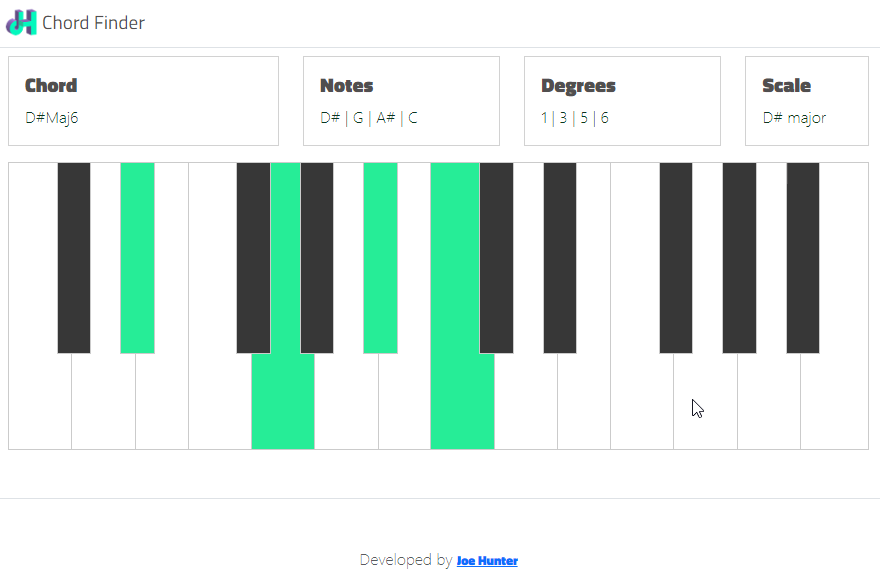 Chord Finder
Chord
D#Maj6
Notes
D# | G | A# | C
Degrees
1 | 3 | 5 | 6
Scale
D# major
Developed by Joe Hunter